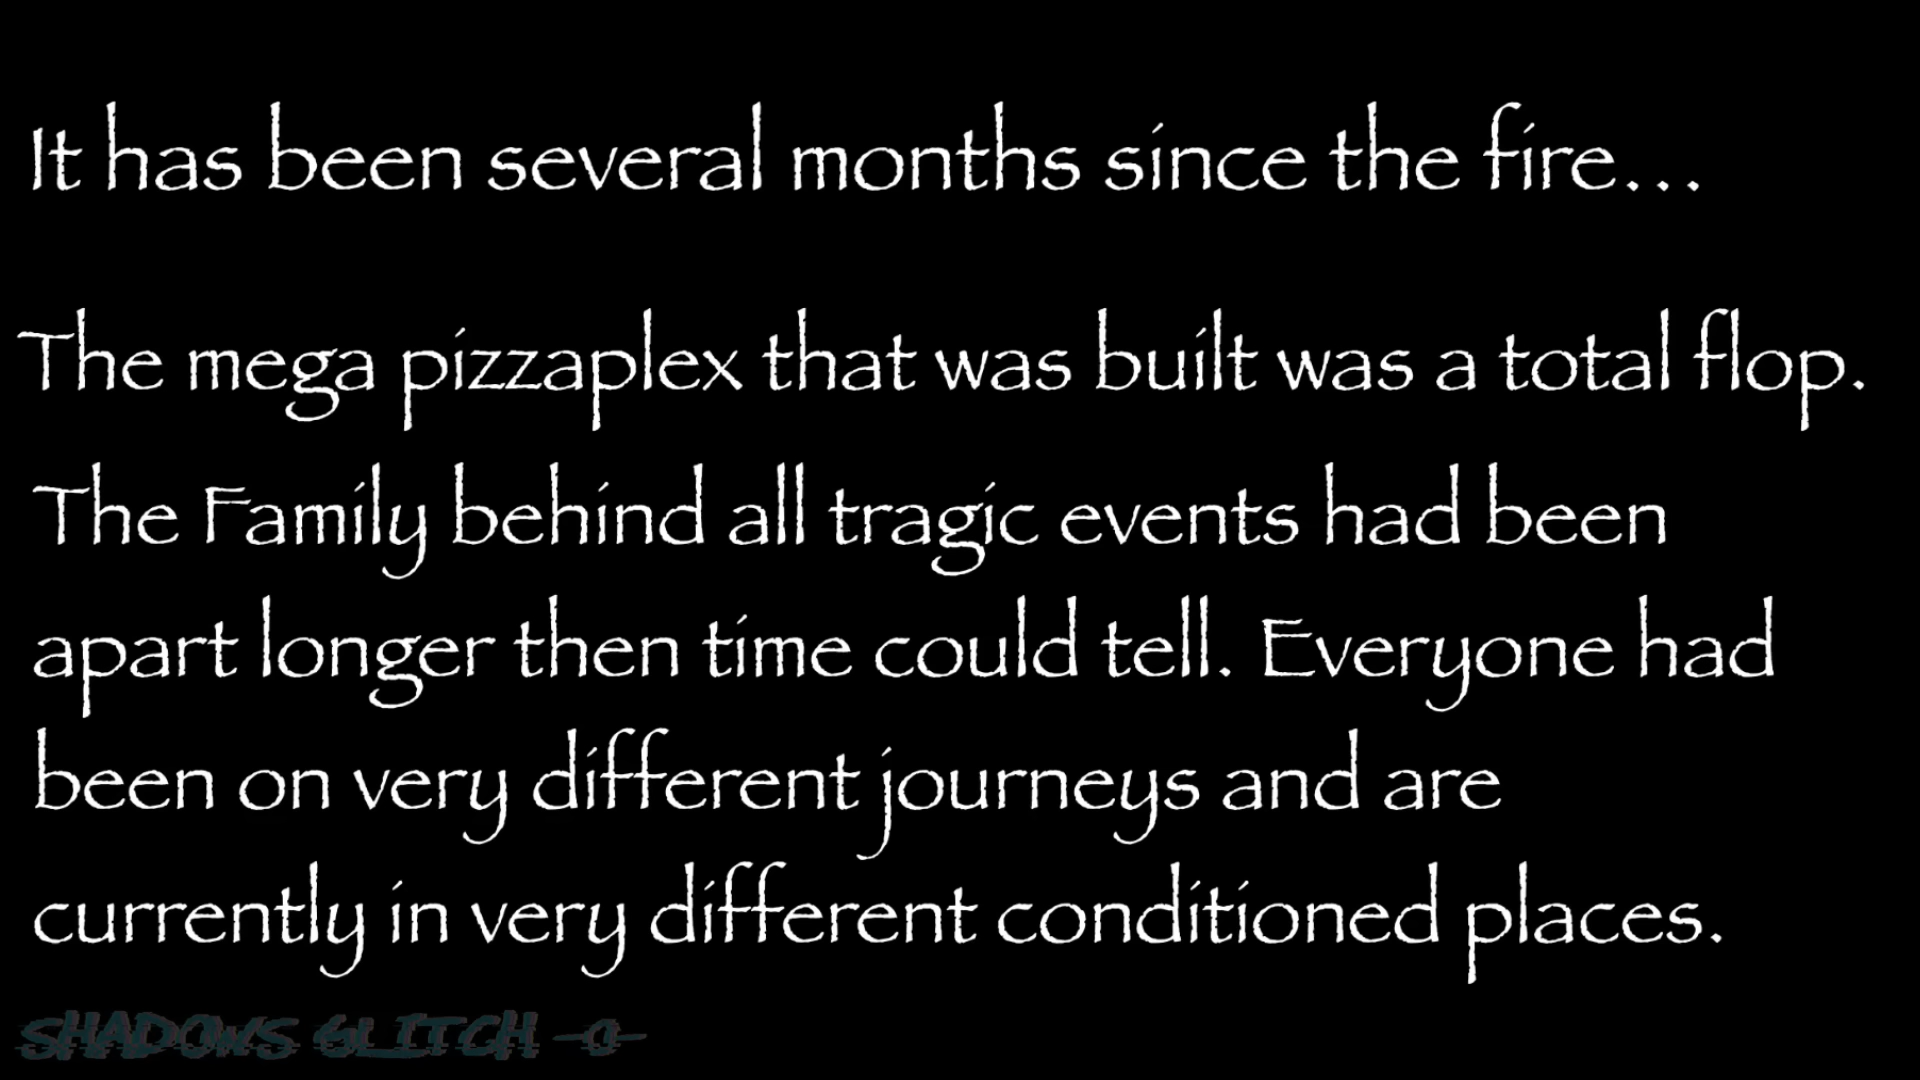 It has been several months since the fire...
The mega pizzaplex that was built was a total flop.
The Family behind all tragic events had been
apart longer then time could tell. Everyone had
been on very different journeys and are
currently in very different conditioned places.
SHADOWS GLITCH -0-